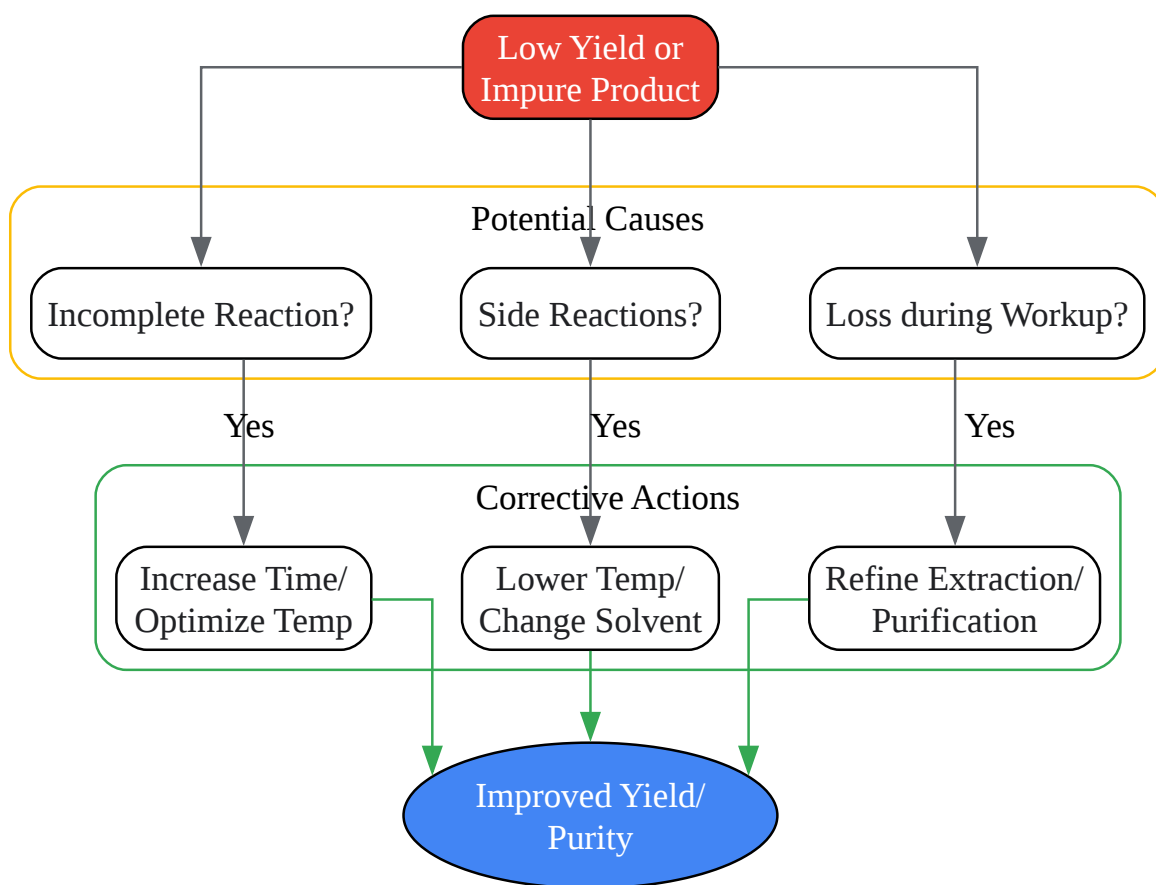 Low Yield or
Impure Product
Potential Causes
Incomplete Reaction?
Side Reactions?
Loss during Workup?
Yes
Yes
Yes
Corrective Actions
Increase Time/
Optimize Temp
Lower Temp/
Change Solvent
Refine Extraction/
Purification
Improved Yield/
Purity